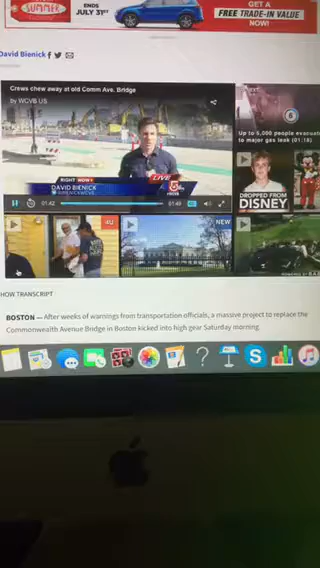 SUMMER
ENDS
JULY 31ST
GET A
FREE TRADE-IN VALUE
NOW!
David Bienick
Crews chew away at old Comm Ave. Bridge
by WCVB US
RIGHT NOW
LIVE
DAVID BIENICK
5
01:42
01:49
6
Up to 5,000 people evacuate
to major gas leak (01:18)
DROPPED FROM
DISNEY
4U
NEW
HOW TRANSCRIPT
BOSTON — After weeks of warnings from transportation officials, a massive project to replace the
Commonwealth Avenue Bridge in Boston kicked into high gear Saturday morning.